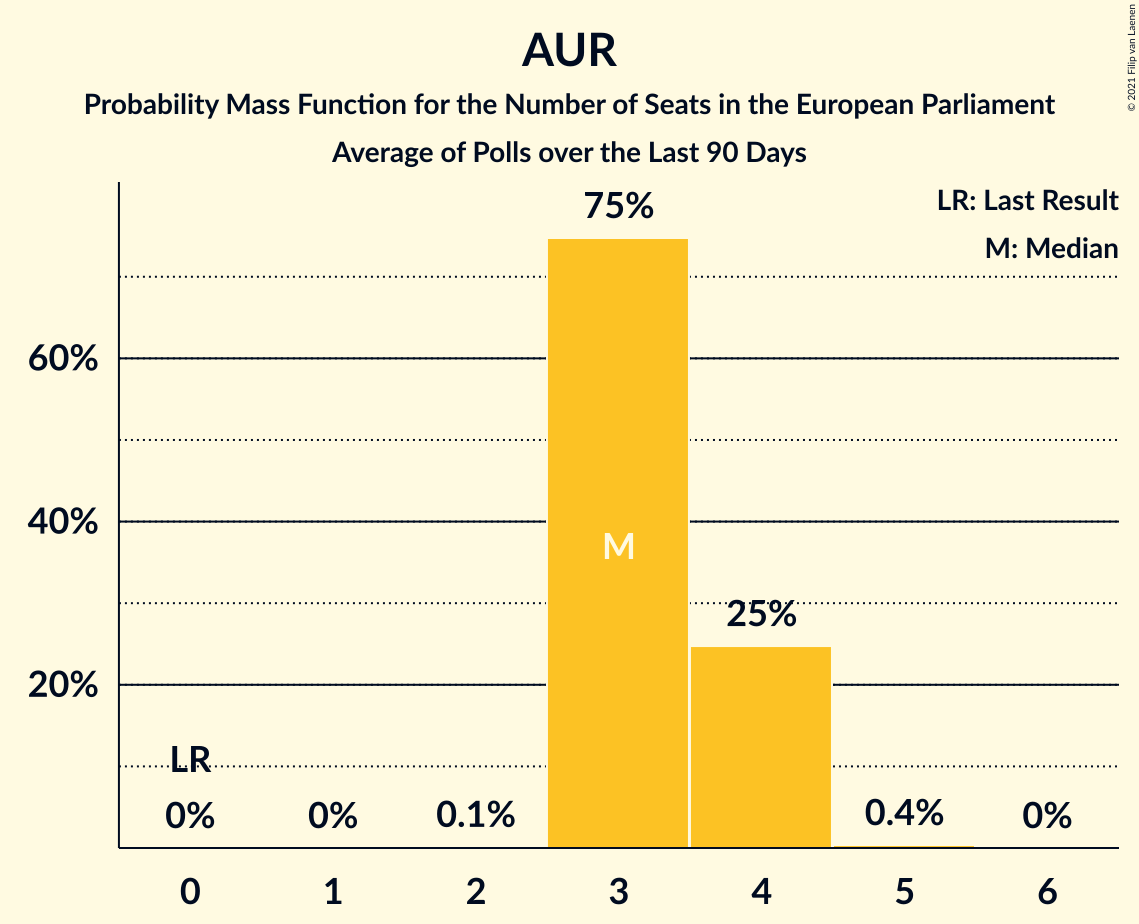 AUR
Probability Mass Function for the Number of Seats in the European Parliament
Average of Polls over the Last 90 Days
© 2021 Filip van Laenen
LR: Last Result
M: Median
75%
60%
40%
M
25%
20%
LR
0%
0%
0.1%
0.4%
0%
0
1
2
3
4
5
6